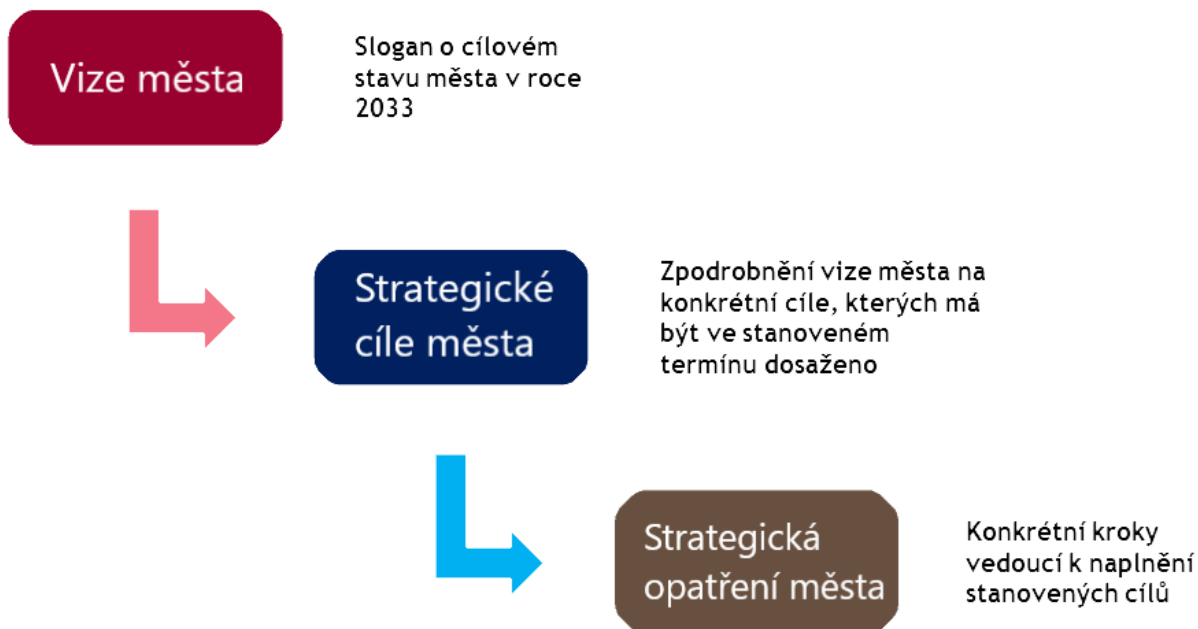 Vize města
Slogan o cílovém
stavu města v roce
2033
Strategické
cíle města
Zpodrobnění vize města na
konkrétní cíle, kterých má
být ve stanoveném
termínu dosaženo
Strategická
opatření města
Konkrétní kroky
vedoucí k naplnění
stanovených cílů